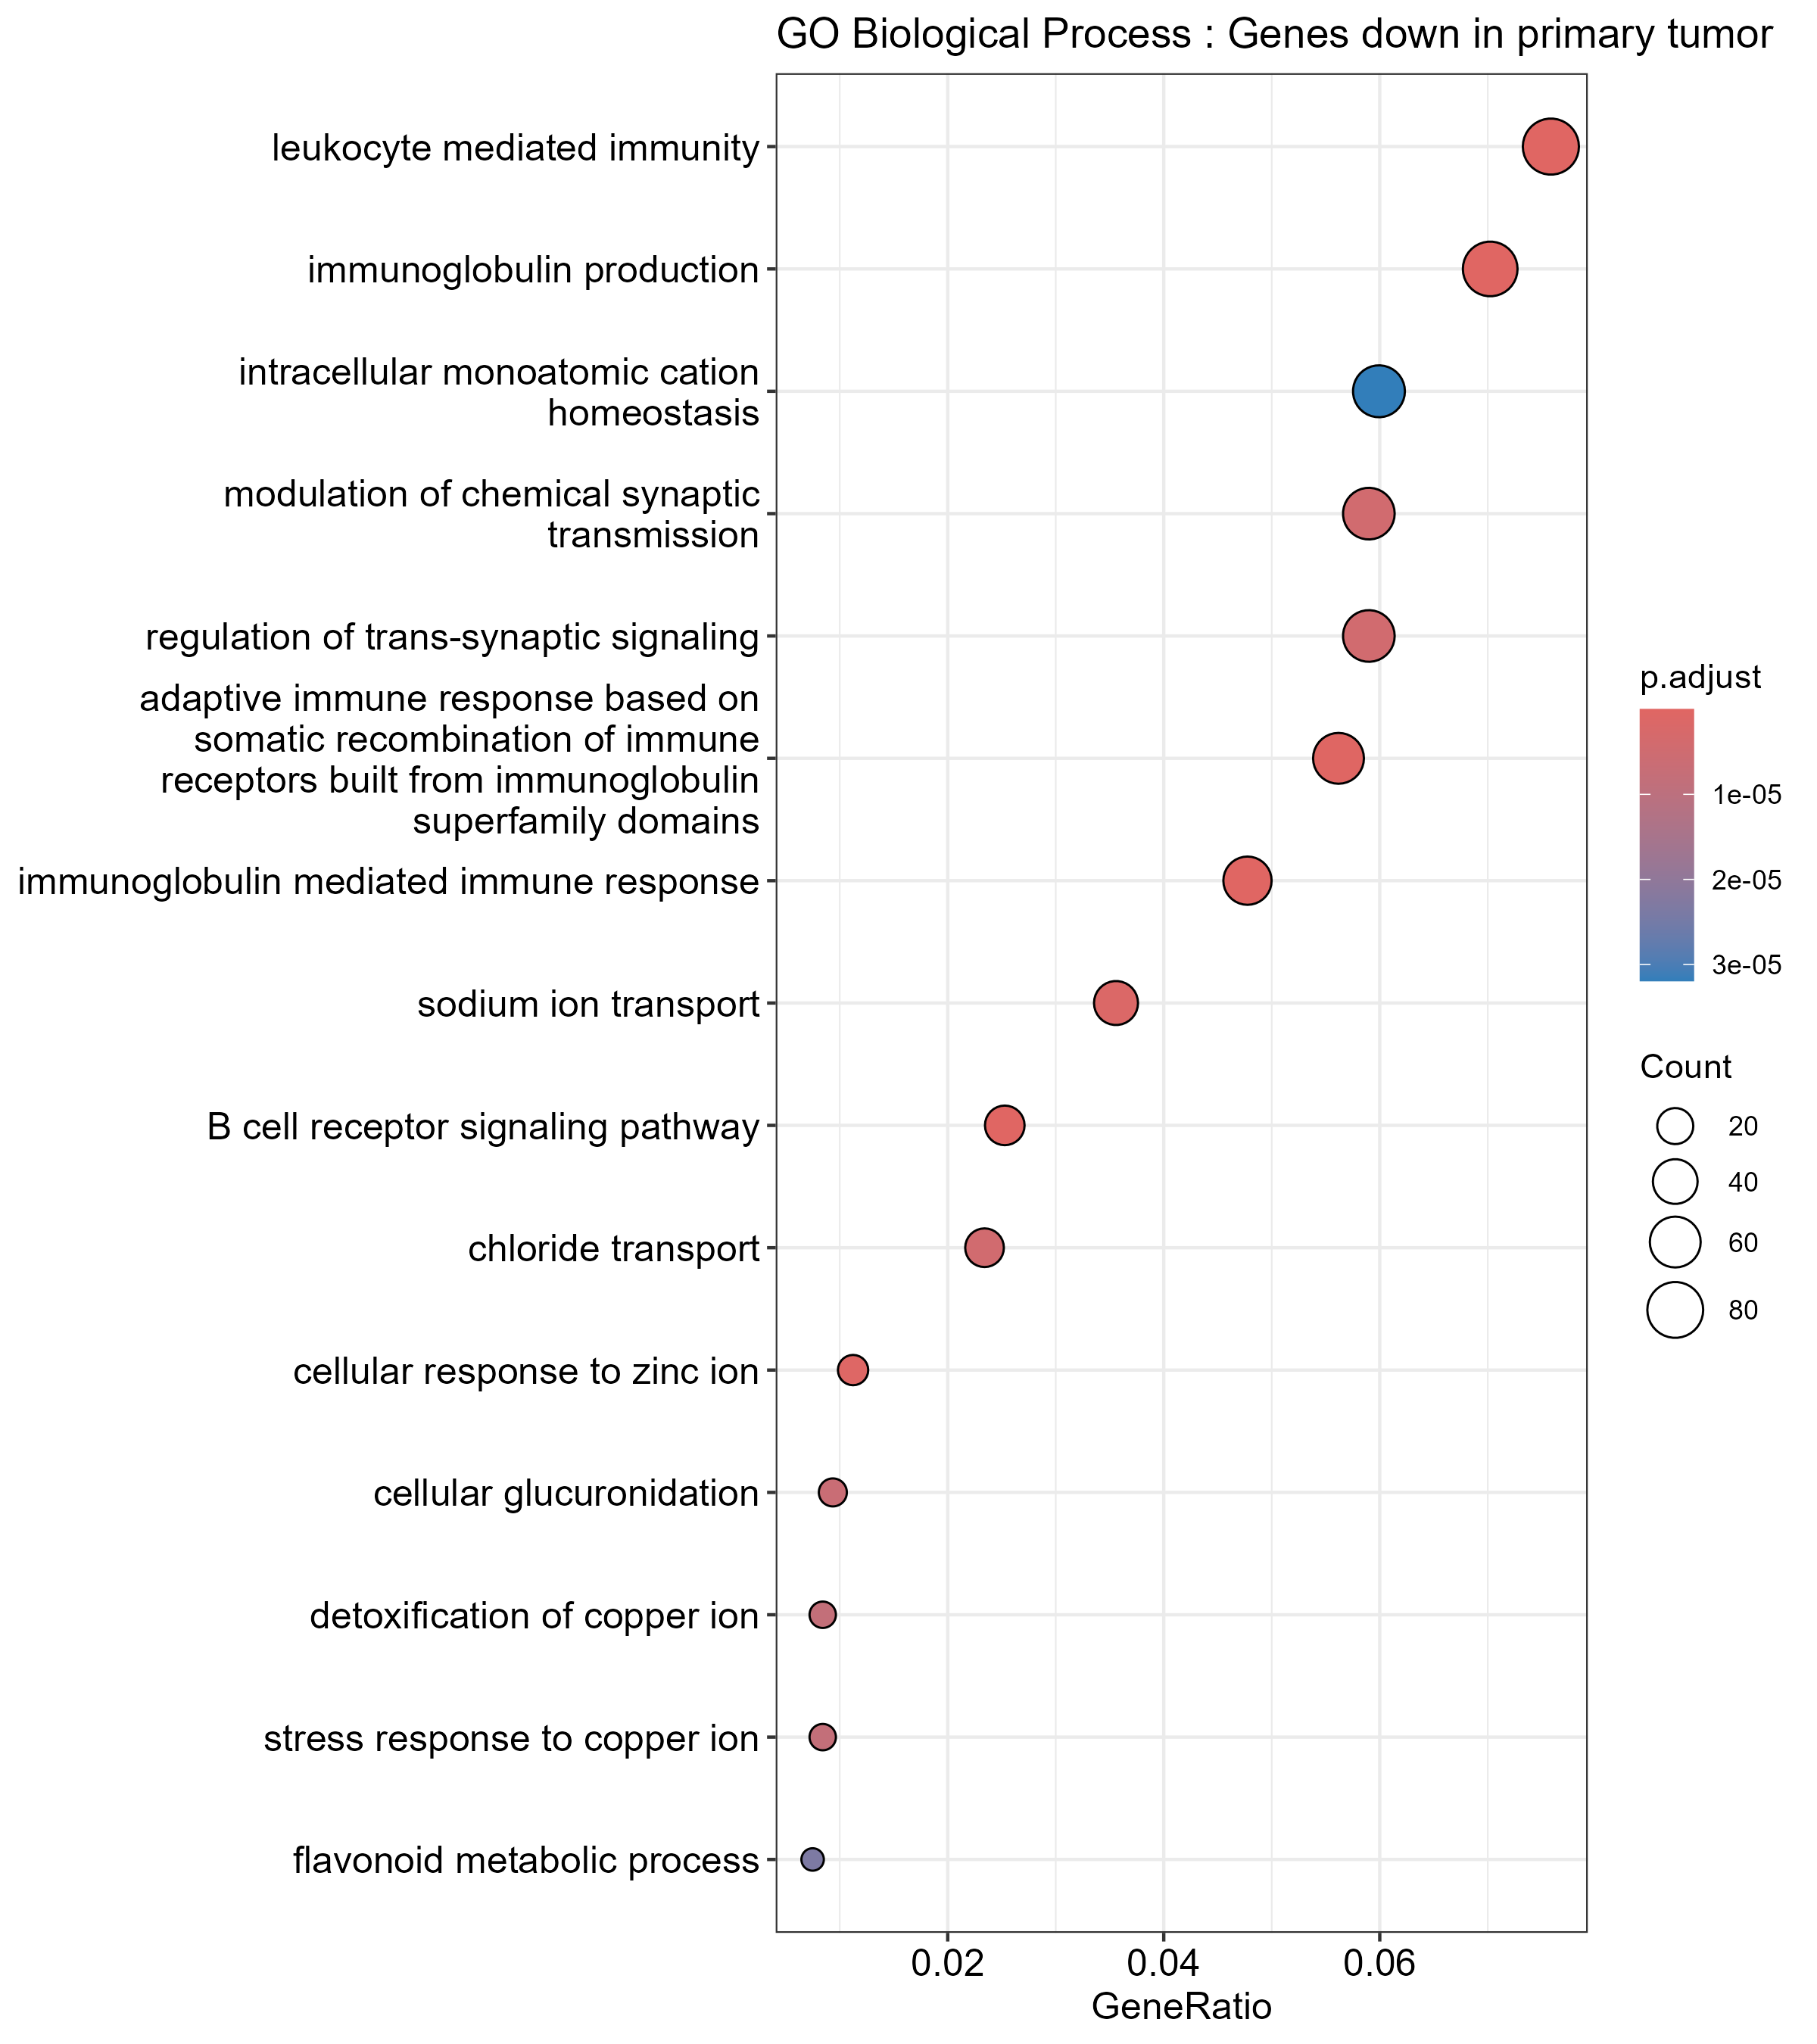 GO Biological Process : Genes down in primary tumor
leukocyte mediated immunity
immunoglobulin production
intracellular monoatomic cation
homeostasis
modulation of chemical synaptic
transmission
regulation of trans-synaptic signaling
adaptive immune response based on
somatic recombination of immune
receptors built from immunoglobulin
superfamily domains
immunoglobulin mediated immune response
sodium ion transport
B cell receptor signaling pathway
chloride transport
cellular response to zinc ion
cellular glucuronidation
detoxification of copper ion
stress response to copper ion
flavonoid metabolic process
0.02 0.04 0.06
GeneRatio
p.adjust
1e-05
2e-05
3e-05
Count
20
40
60
80